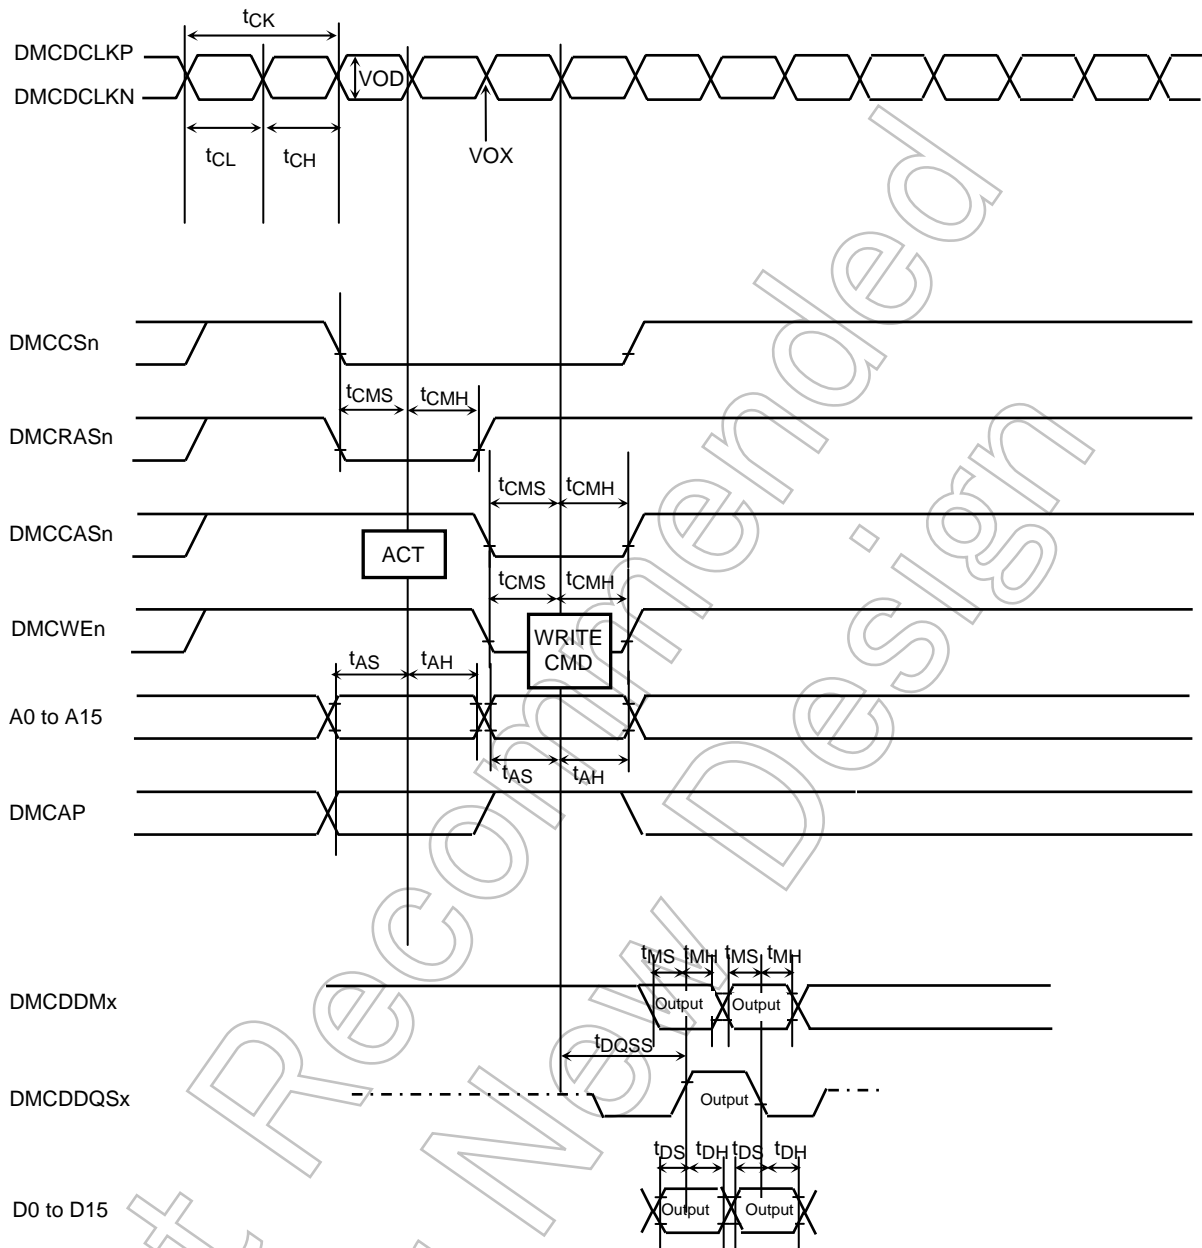 tCK
DMCDCLKP
VOD
DMCDCLKN
tCL tCH VOX
DMCCSn
tCMS tCMH
DMCRASn
tCMS tCMH
DMCCASn
ACT
tCMS tCMH
DMCWEn
WRITE
CMD
tAS tAH
A0 to A15
tAS tAH
DMCAP
tMS tMH tMS tMH
DMCDDMx
Output Output
tDQSS
DMCDDQSx
Output
tDS tDH tDS tDH
D0 to D15
Output Output
t Recommended
New Design